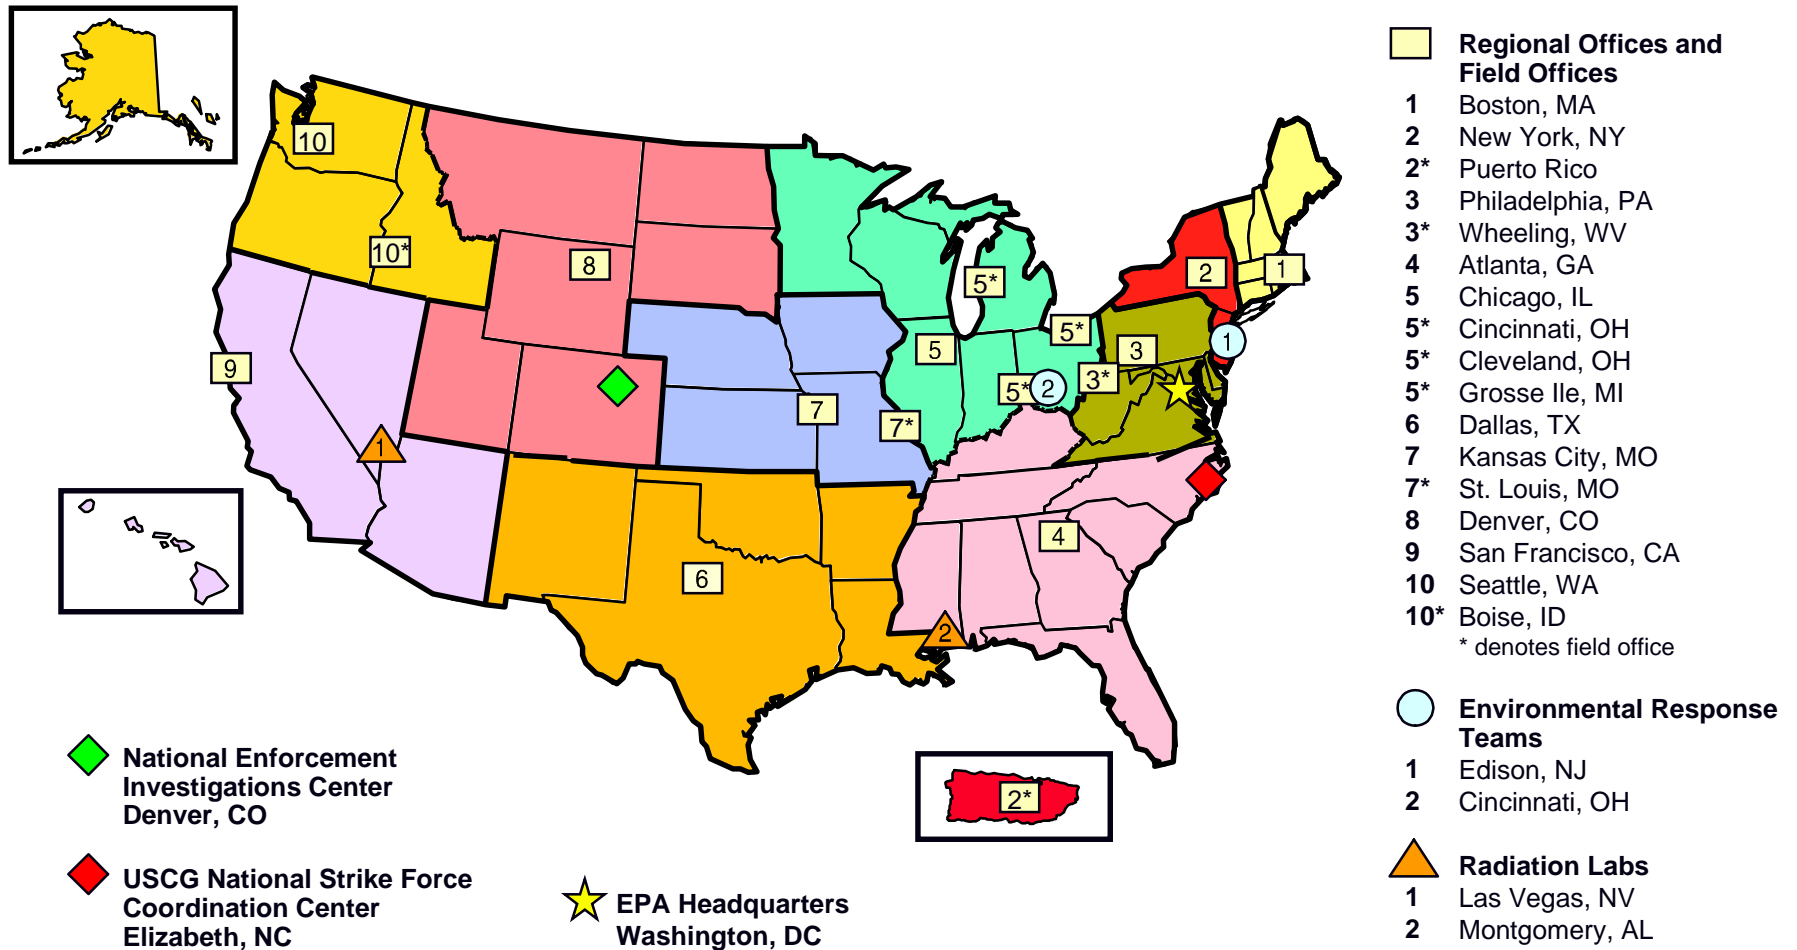 10
10*
8
9
1
7
7*
6
5
5*
5*
5*
2
3*
3
2
1
1
4
2
2*
Regional Offices and
Field Offices
1 Boston, MA
2 New York, NY
2* Puerto Rico
3 Philadelphia, PA
3* Wheeling, WV
4 Atlanta, GA
5 Chicago, IL
5* Cincinnati, OH
5* Cleveland, OH
5* Grosse Ile, MI
6 Dallas, TX
7 Kansas City, MO
7* St. Louis, MO
8 Denver, CO
9 San Francisco, CA
10 Seattle, WA
10* Boise, ID
* denotes field office
Environmental Response
Teams
1 Edison, NJ
2 Cincinnati, OH
Radiation Labs
1 Las Vegas, NV
2 Montgomery, AL
National Enforcement
Investigations Center
Denver, CO
USCG National Strike Force
Coordination Center
Elizabeth, NC
EPA Headquarters
Washington, DC